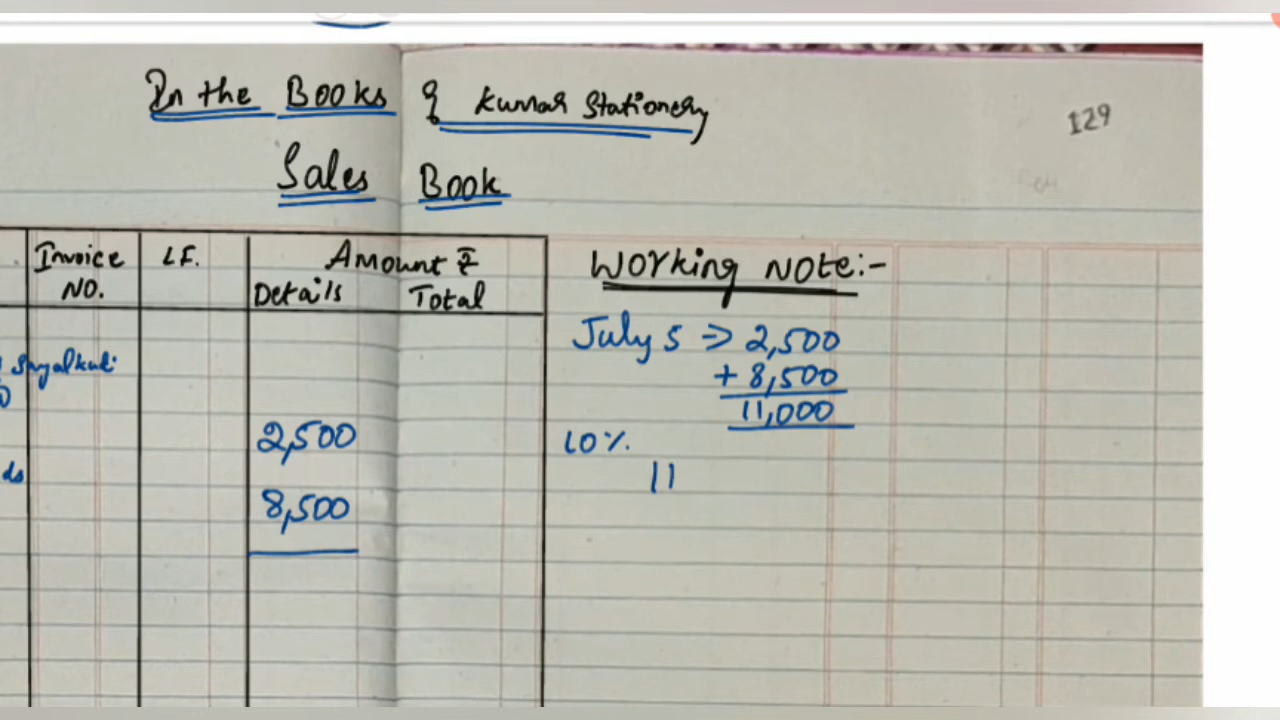 In the Books of Kumar Stationery
129
Sales Book
Invoice NO.
L.F.
Amount ₹
Details
Total
Working Note:-
July 5 => 2,500
+ 8,500
11,000
10%
11
2,500
8,500
ds